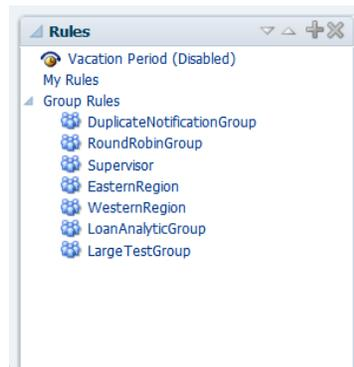 Rules
Vacation Period (Disabled)
My Rules
Group Rules
DuplicateNotificationGroup
RoundRobinGroup
Supervisor
EasternRegion
WesternRegion
LoanAnalyticGroup
LargeTestGroup